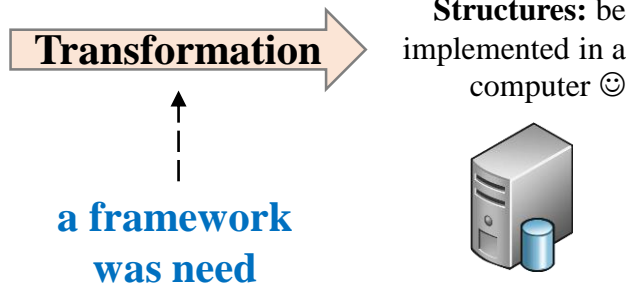 Structures: be
Transformation
implemented in a
computer ☺
a framework
was need